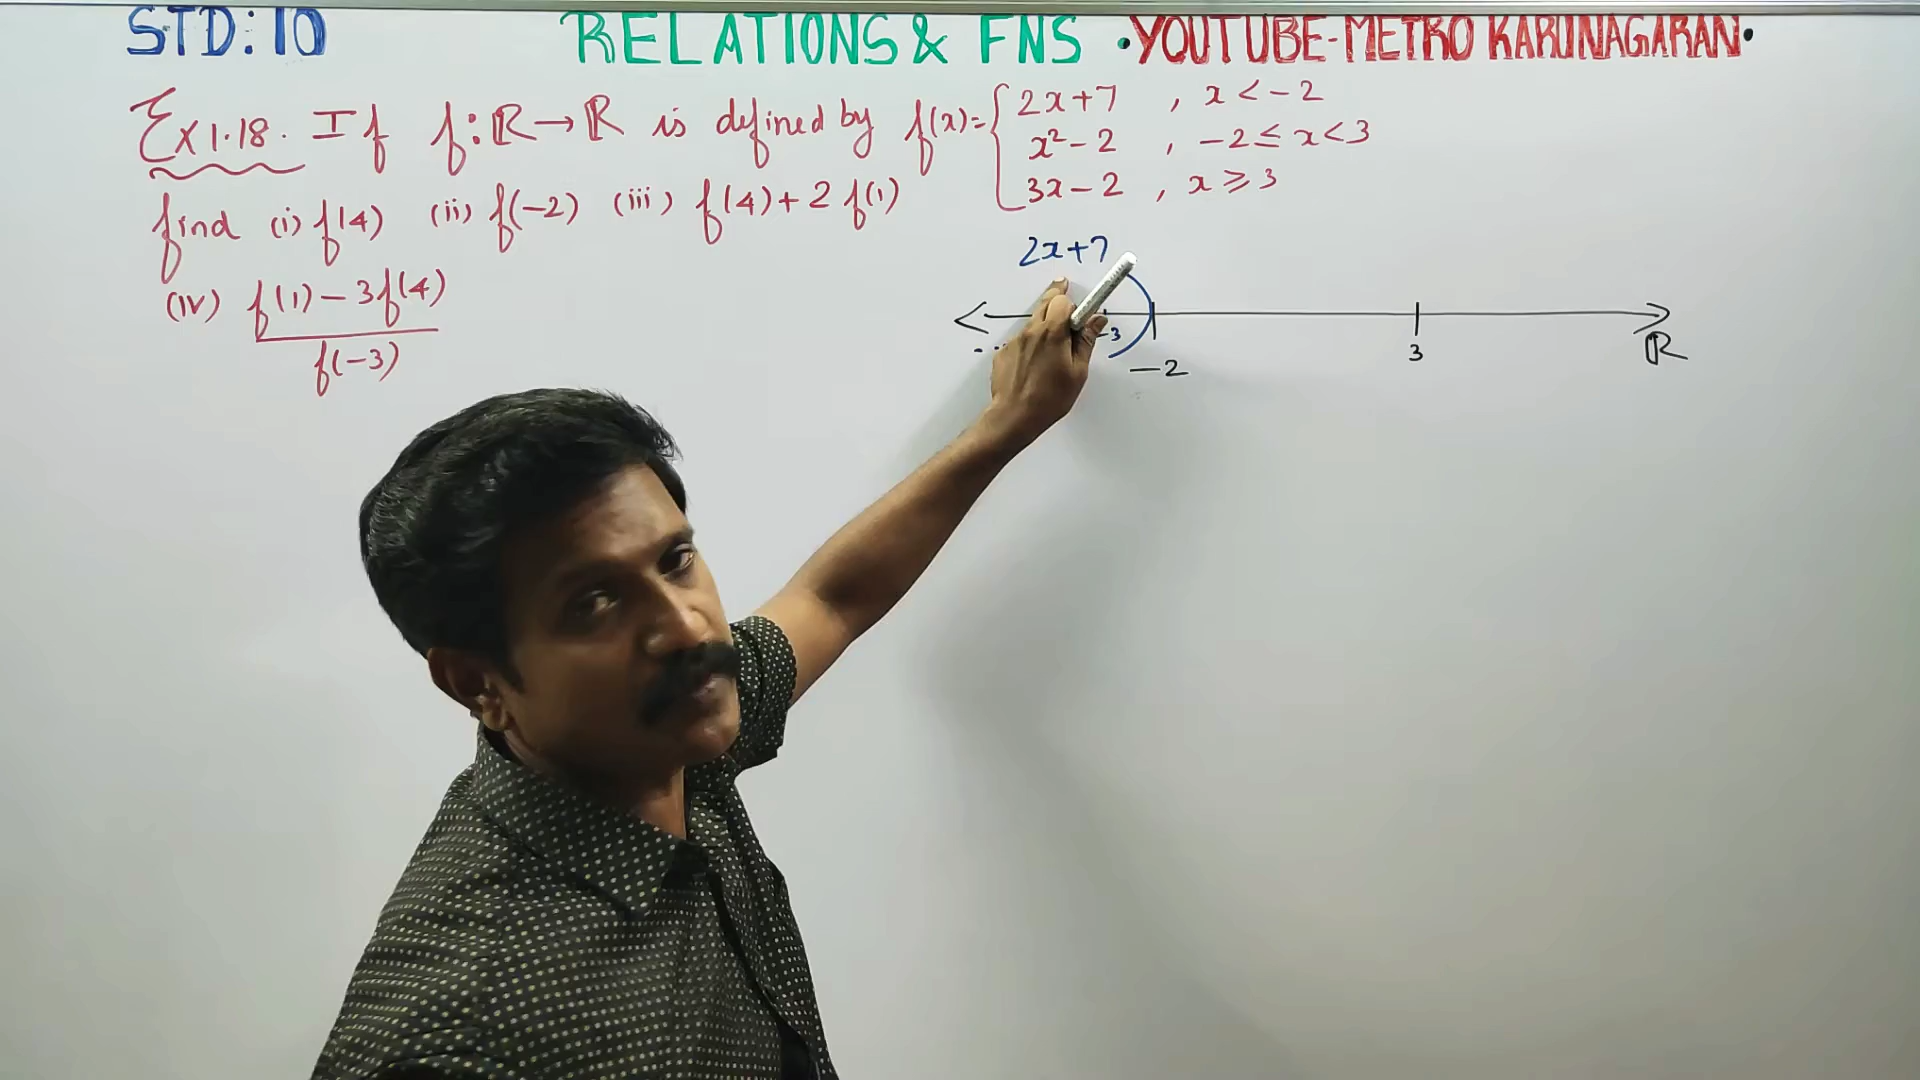 STD: 10 RELATIONS & FNS •YOUTUBE-METRO KARUNAGARAN•
Ex 1.18. If f: ℝ → ℝ is defined by f(x) = { 2x+7 , x < -2
x² - 2 , -2 ≤ x < 3
3x - 2 , x ≥ 3
find (i) f(4) (ii) f(-2) (iii) f(4) + 2 f(1)
(iv) f(1) - 3f(4)
f(-3)
2x+7
-3
-2
3
ℝ